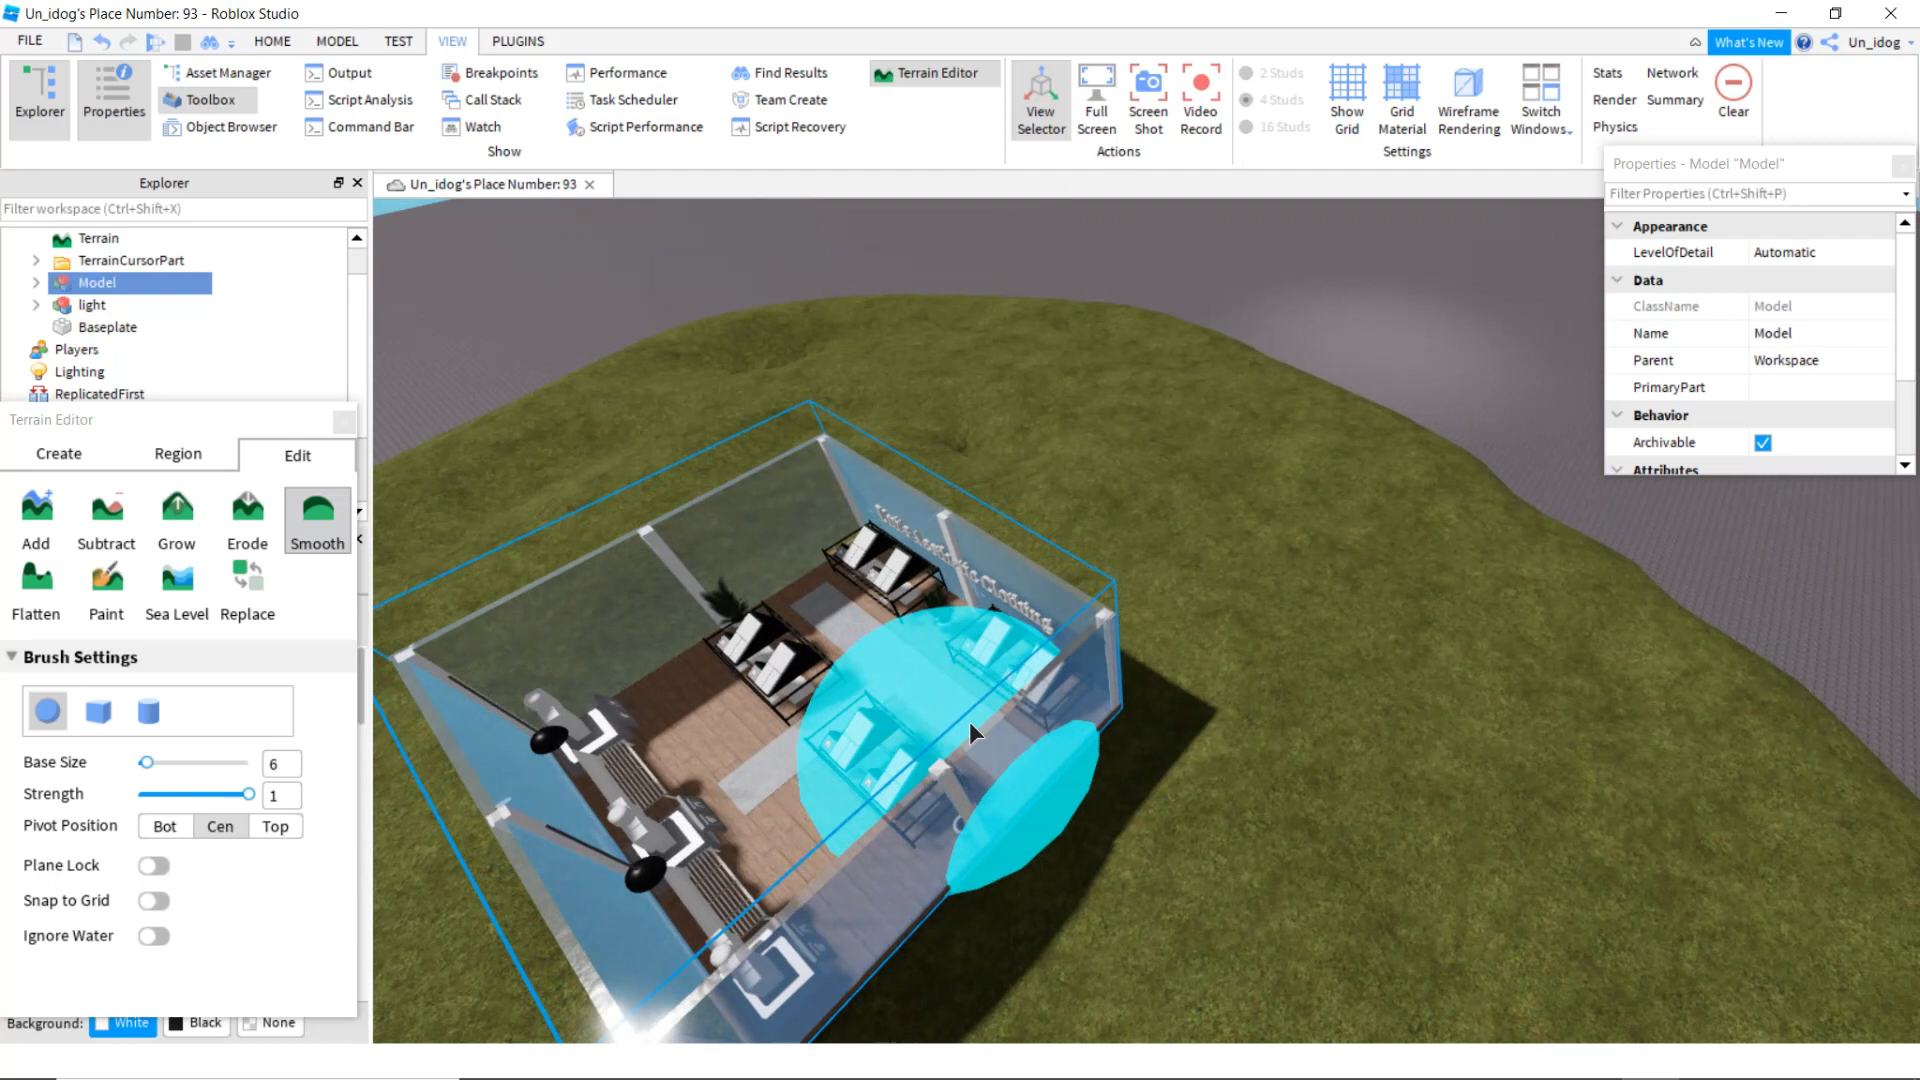 Un_idog's Place Number: 93 - Roblox Studio
FILE HOME MODEL TEST VIEW PLUGINS What's New Un_idog
Explorer
Properties
Asset Manager
Toolbox
Object Browser
Output
Script Analysis
Command Bar
Breakpoints
Call Stack
Watch
Performance
Task Scheduler
Script Performance
Find Results
Team Create
Script Recovery
Terrain Editor
Show
View
Selector
Full
Screen
Screen
Shot
Video
Record
Actions
2 Studs
4 Studs
16 Studs
Show
Grid
Grid
Material
Wireframe
Rendering
Switch
Windows
Settings
Stats
Network
Render
Summary
Physics
Clear
Explorer
Un_idog's Place Number: 93
Filter workspace (Ctrl+Shift+X)
Terrain
TerrainCursorPart
Model
light
Baseplate
Players
Lighting
ReplicatedFirst
Properties - Model "Model"
Filter Properties (Ctrl+Shift+P)
Appearance
LevelOfDetail Automatic
Data
ClassName Model
Name Model
Parent Workspace
PrimaryPart
Behavior
Archivable
Attributes
Terrain Editor
Create Region Edit
Add Subtract Grow Erode Smooth
Flatten Paint Sea Level Replace
Brush Settings
Base Size 6
Strength 1
Pivot Position Bot Cen Top
Plane Lock
Snap to Grid
Ignore Water
Background: White Black None